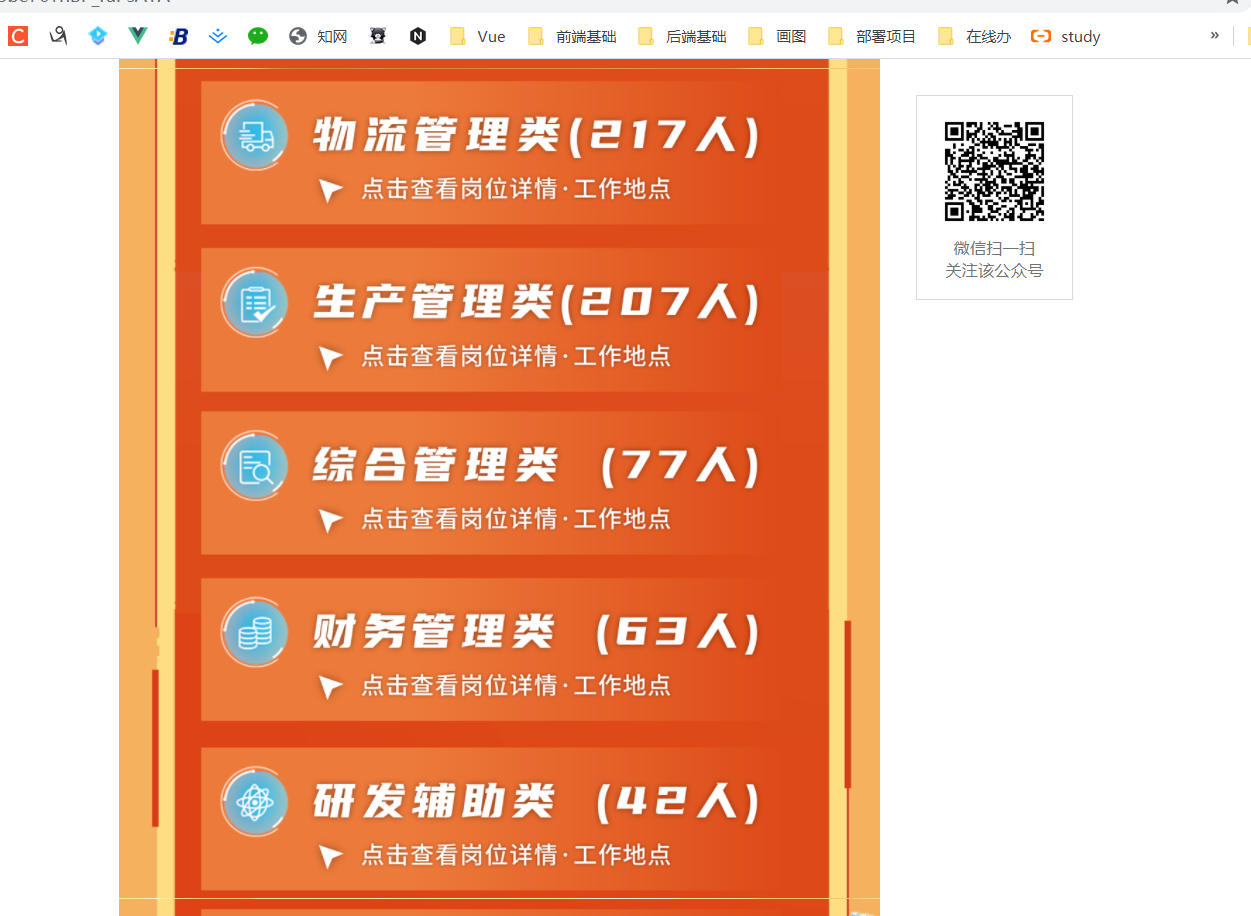 知网 Vue 前端基础 后端基础 画图 部署项目 在线办 study »
物流管理类(217人)
点击查看岗位详情·工作地点
生产管理类(207人)
点击查看岗位详情·工作地点
综合管理类 (77人)
点击查看岗位详情·工作地点
财务管理类 (63人)
点击查看岗位详情·工作地点
研发辅助类 (42人)
点击查看岗位详情·工作地点
微信扫一扫
关注该公众号